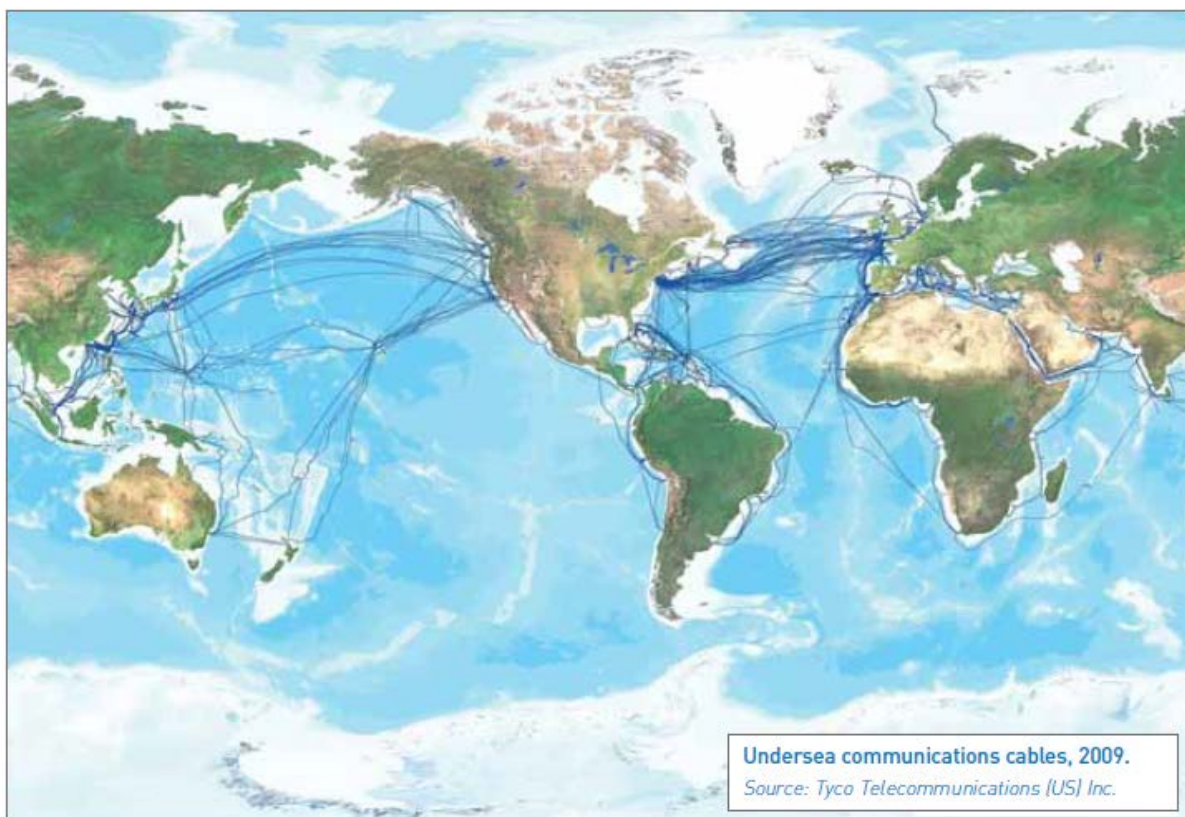 Undersea communications cables, 2009.
Source: Tyco Telecommunications (US) Inc.